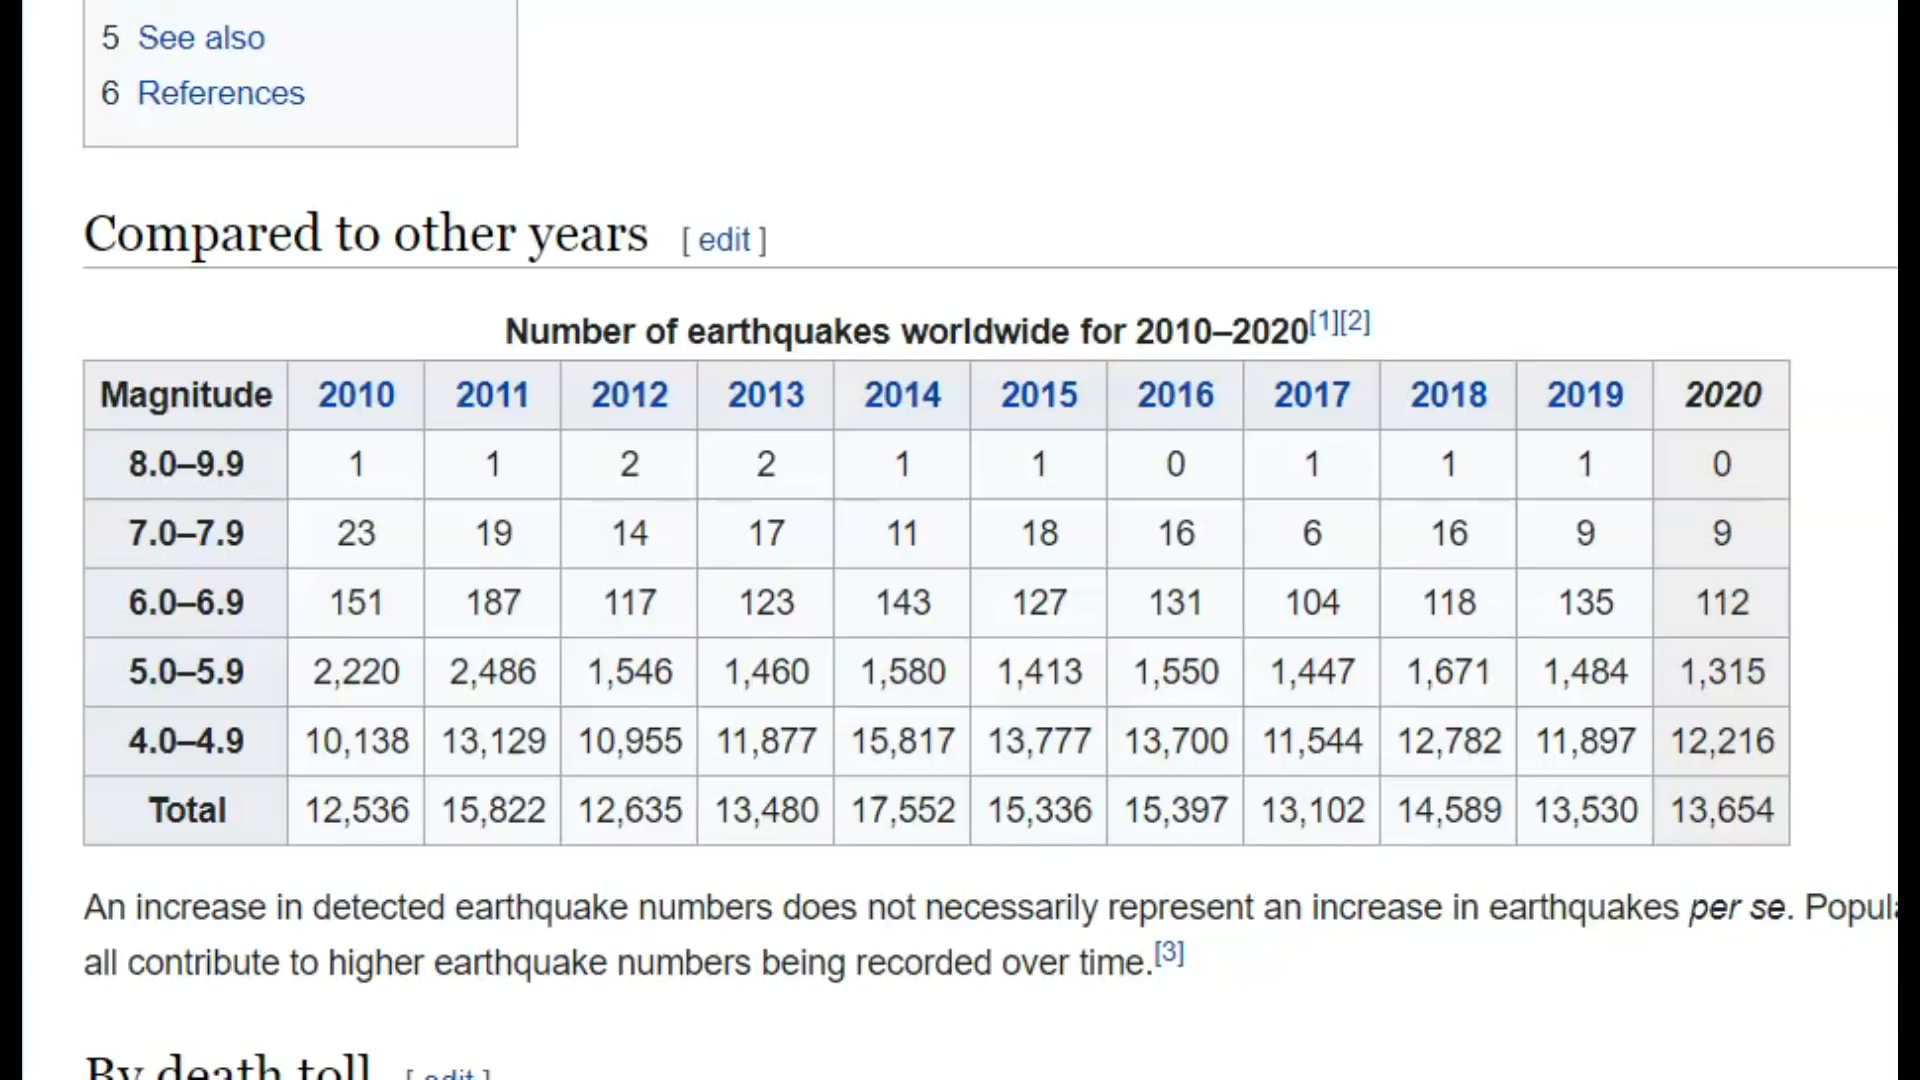 5 See also
6 References
Compared to other years [ edit ]
Number of earthquakes worldwide for 2010–2020[1][2]
Magnitude 2010 2011 2012 2013 2014 2015 2016 2017 2018 2019 2020
8.0–9.9 1 1 2 2 1 1 0 1 1 1 0
7.0–7.9 23 19 14 17 11 18 16 6 16 9 9
6.0–6.9 151 187 117 123 143 127 131 104 118 135 112
5.0–5.9 2,220 2,486 1,546 1,460 1,580 1,413 1,550 1,447 1,671 1,484 1,315
4.0–4.9 10,138 13,129 10,955 11,877 15,817 13,777 13,700 11,544 12,782 11,897 12,216
Total 12,536 15,822 12,635 13,480 17,552 15,336 15,397 13,102 14,589 13,530 13,654
An increase in detected earthquake numbers does not necessarily represent an increase in earthquakes per se.
all contribute to higher earthquake numbers being recorded over time.[3]
By death toll [ edit ]